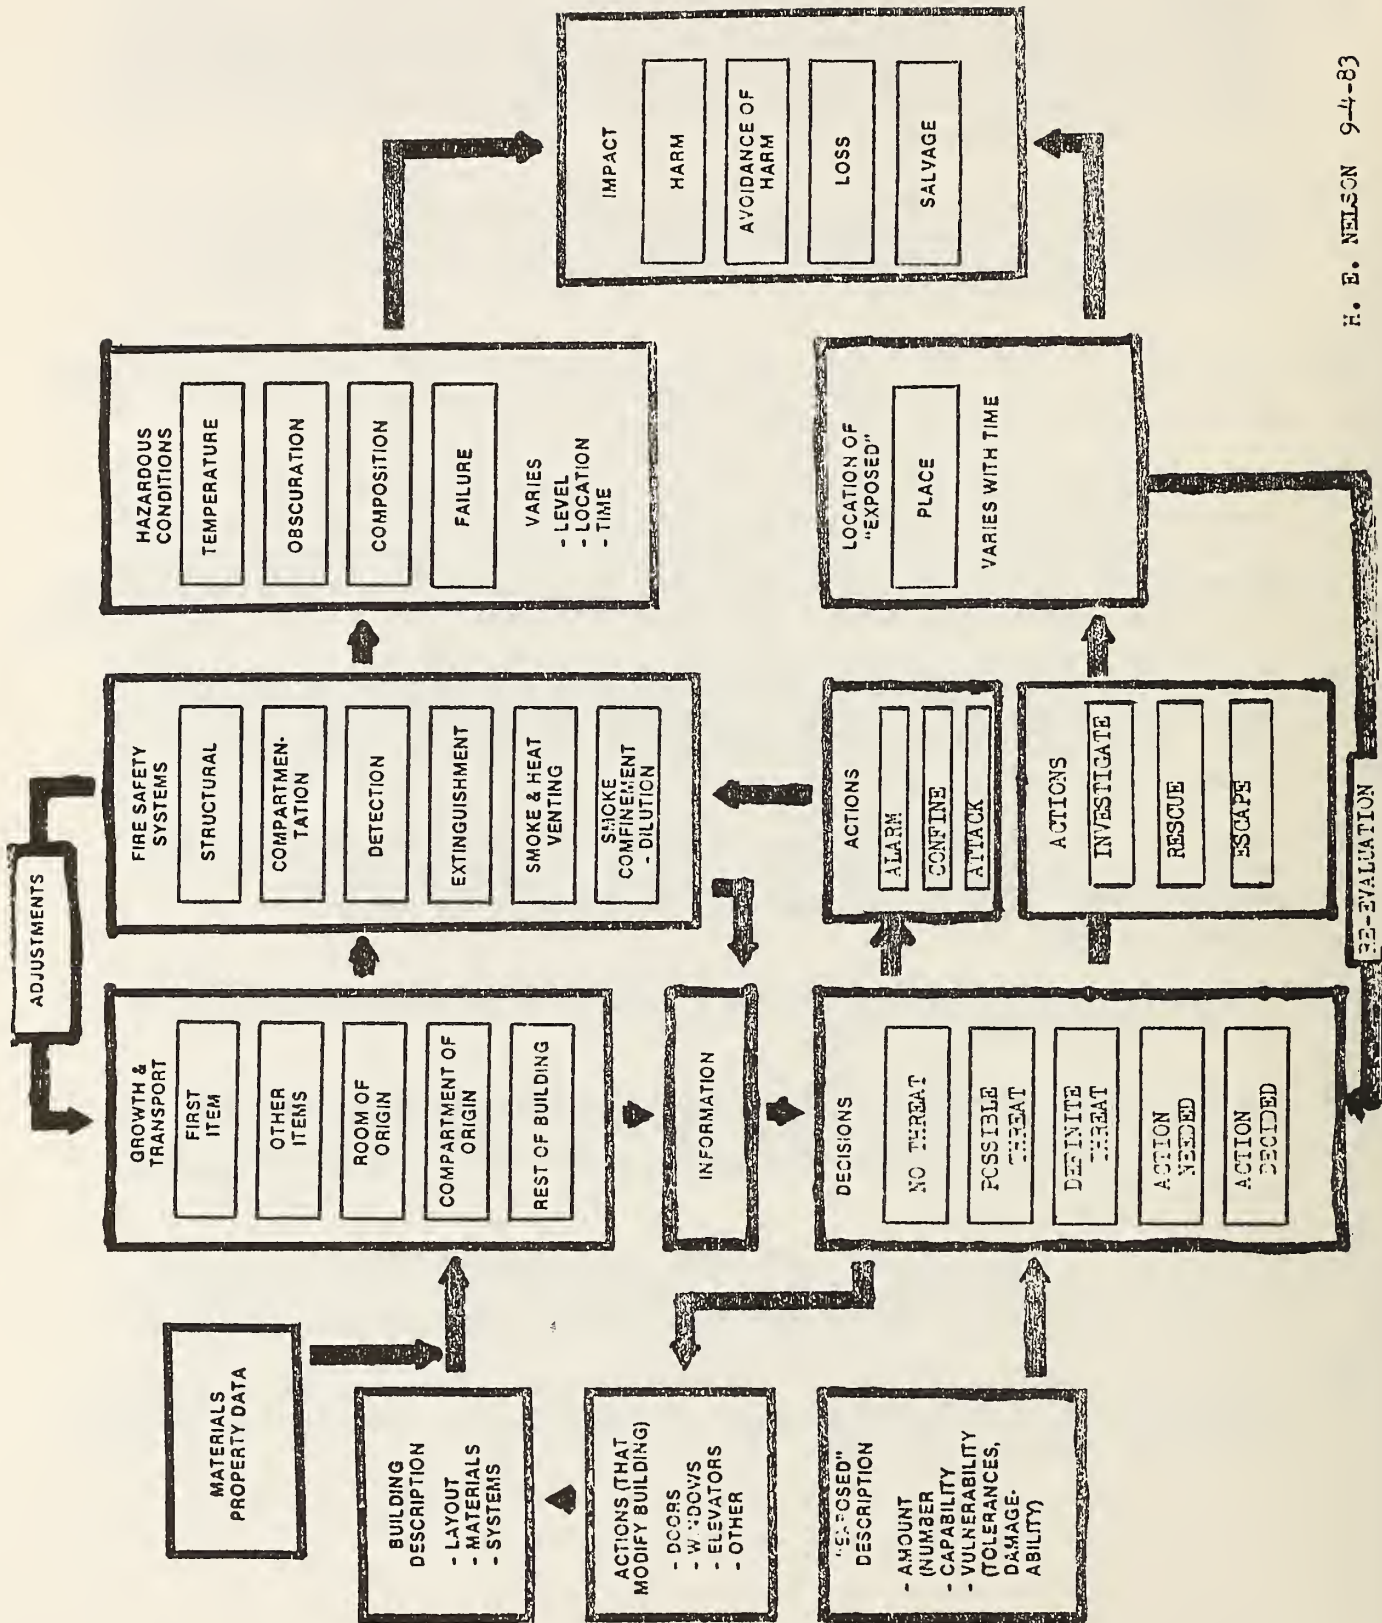 ADJUSTMENTS
MATERIALS
PROPERTY DATA
BUILDING
DESCRIPTION
- LAYOUT
- MATERIALS
- SYSTEMS
ACTIONS (THAT
MODIFY BUILDING)
- DOORS
- WINDOWS
- ELEVATORS
- OTHER
"EXPOSED"
DESCRIPTION
- AMOUNT
(NUMBER
- CAPABILITY
- VULNERABILITY
(TOLERANCES,
DAMAGE-
ABILITY)
GROWTH &
TRANSPORT
FIRST
ITEM
OTHER
ITEMS
ROOM OF
ORIGIN
COMPARTMENT OF
ORIGIN
REST OF BUILDING
INFORMATION
DECISIONS
NO THREAT
POSSIBLE
THREAT
DEFINITE
THREAT
ACTION
NEEDED
ACTION
DECIDED
FIRE SAFETY
SYSTEMS
STRUCTURAL
COMPARTMEN-
TATION
DETECTION
EXTINGUISHMENT
SMOKE & HEAT
VENTING
SMOKE
COMFINEMENT
- DILUTION
ACTIONS
ALARM
CONFINE
ATTACK
ACTIONS
INVESTIGATE
RESCUE
ESCAPE
RE-EVALUATION
HAZARDOUS
CONDITIONS
TEMPERATURE
OBSCURATION
COMPOSITION
FAILURE
VARIES
- LEVEL
- LOCATION
- TIME
LOCATION OF
"EXPOSED"
PLACE
VARIES WITH TIME
IMPACT
HARM
AVOIDANCE OF
HARM
LOSS
SALVAGE
H. E. NELSON 9-4-83